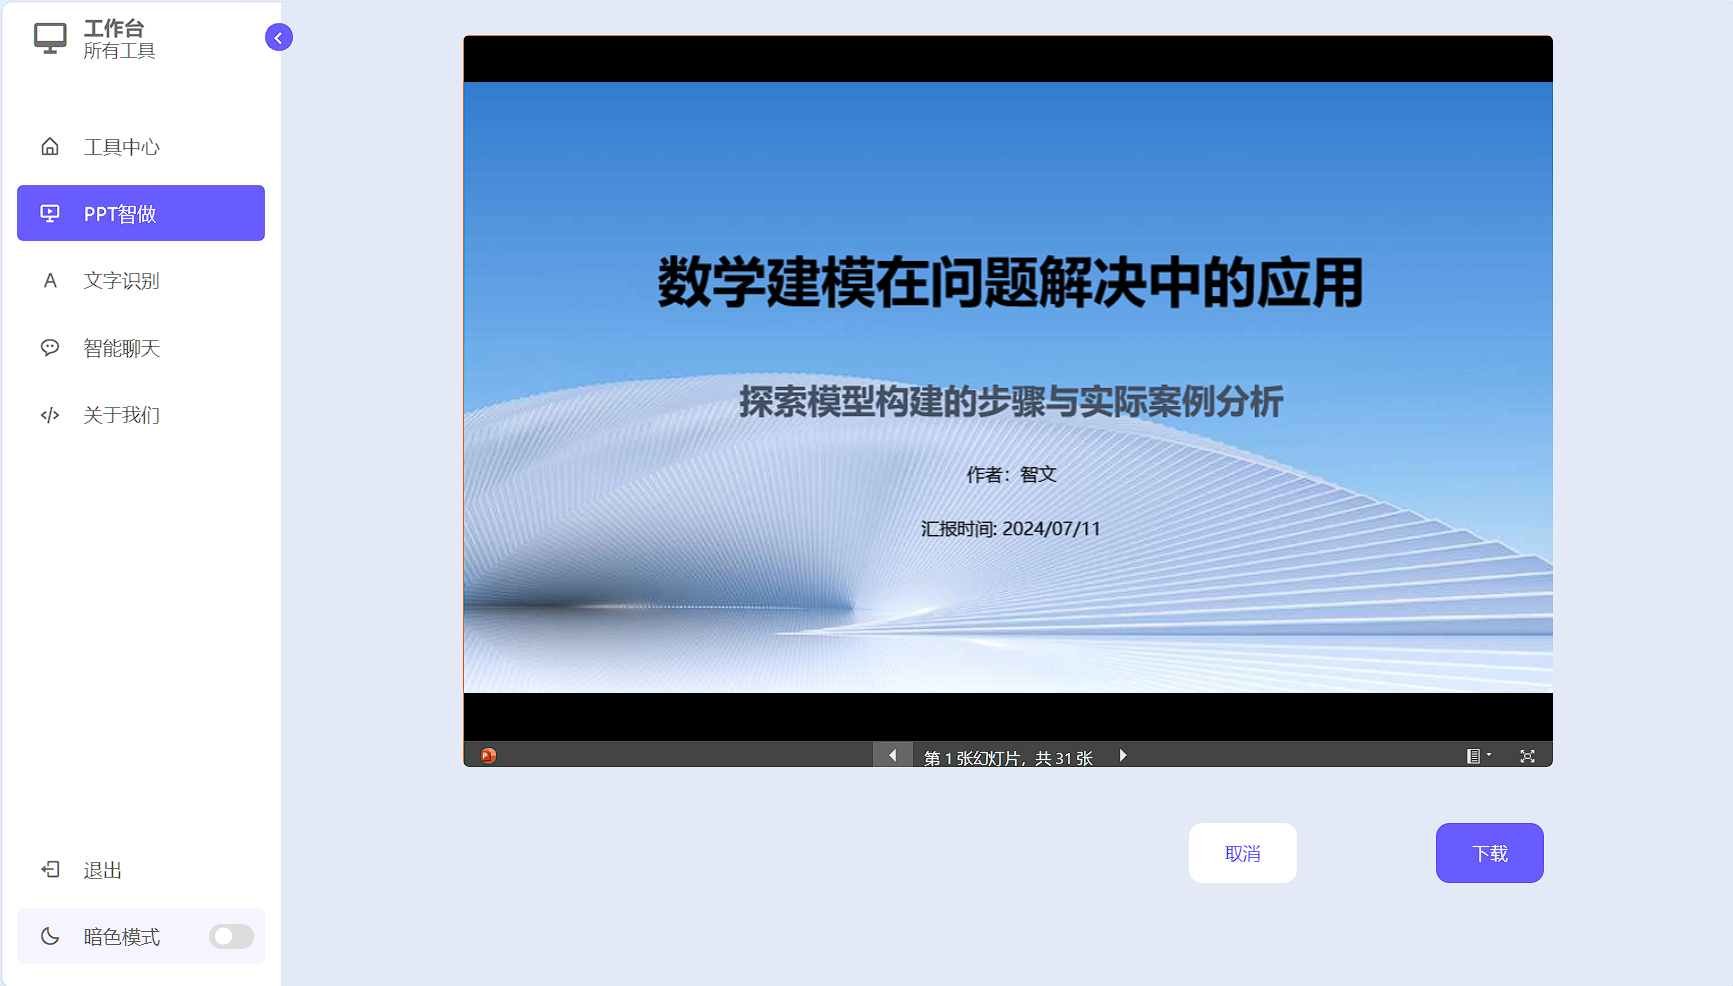 工作台
所有工具
工具中心
PPT智做
文字识别
智能聊天
关于我们
退出
暗色模式
数学建模在问题解决中的应用
探索模型构建的步骤与实际案例分析
作者：智文
汇报时间: 2024/07/11
第 1 张幻灯片，共 31 张
取消
下载